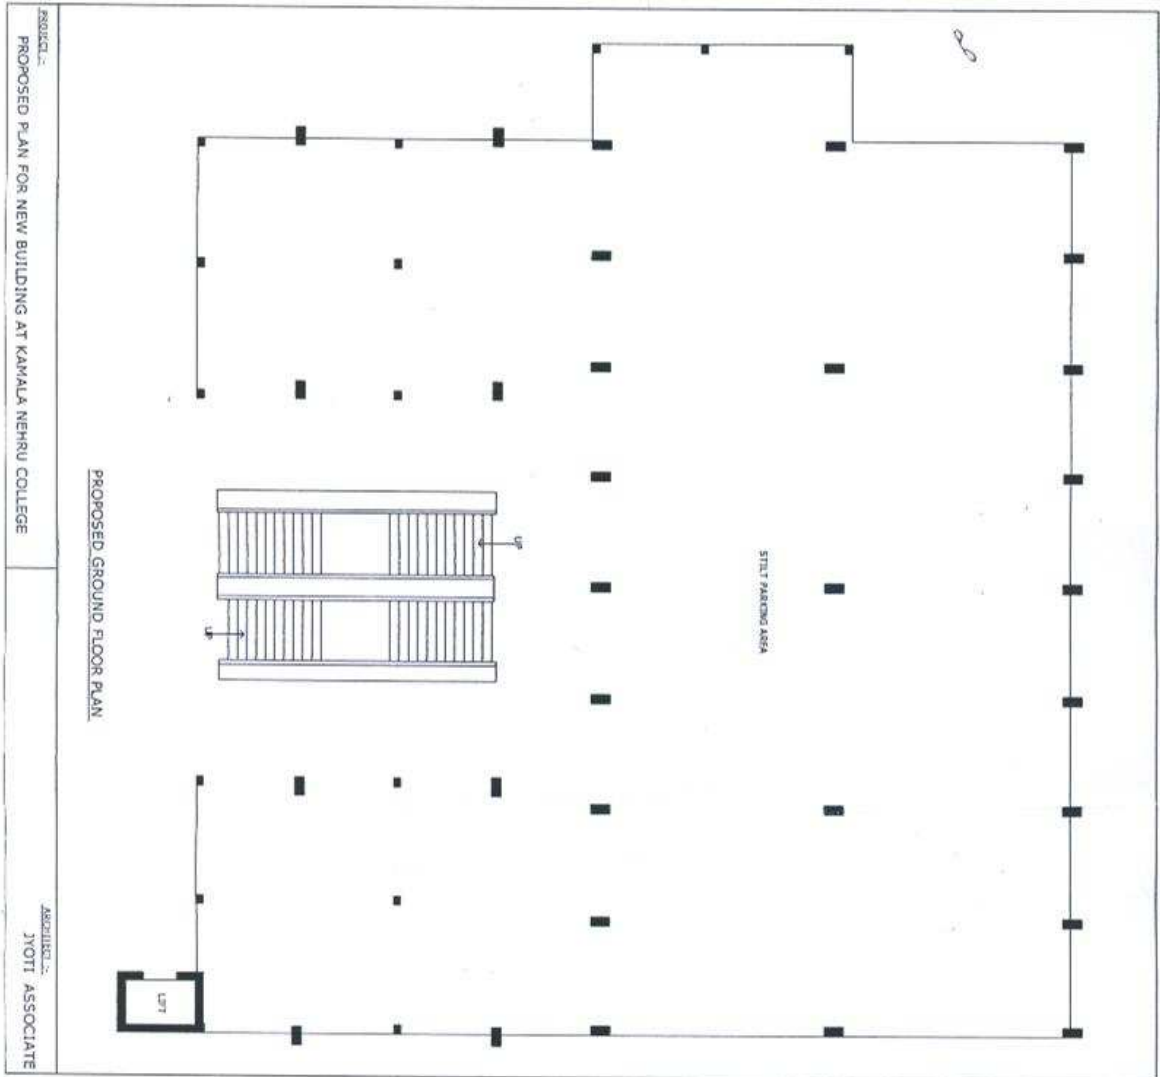 STILT PARKING AREA
UP
UP
LIFT
PROPOSED GROUND FLOOR PLAN
PROJECT :-
PROPOSED PLAN FOR NEW BUILDING AT KAMALA NEHRU COLLEGE
ARCHITECT :-
JYOTI ASSOCIATE